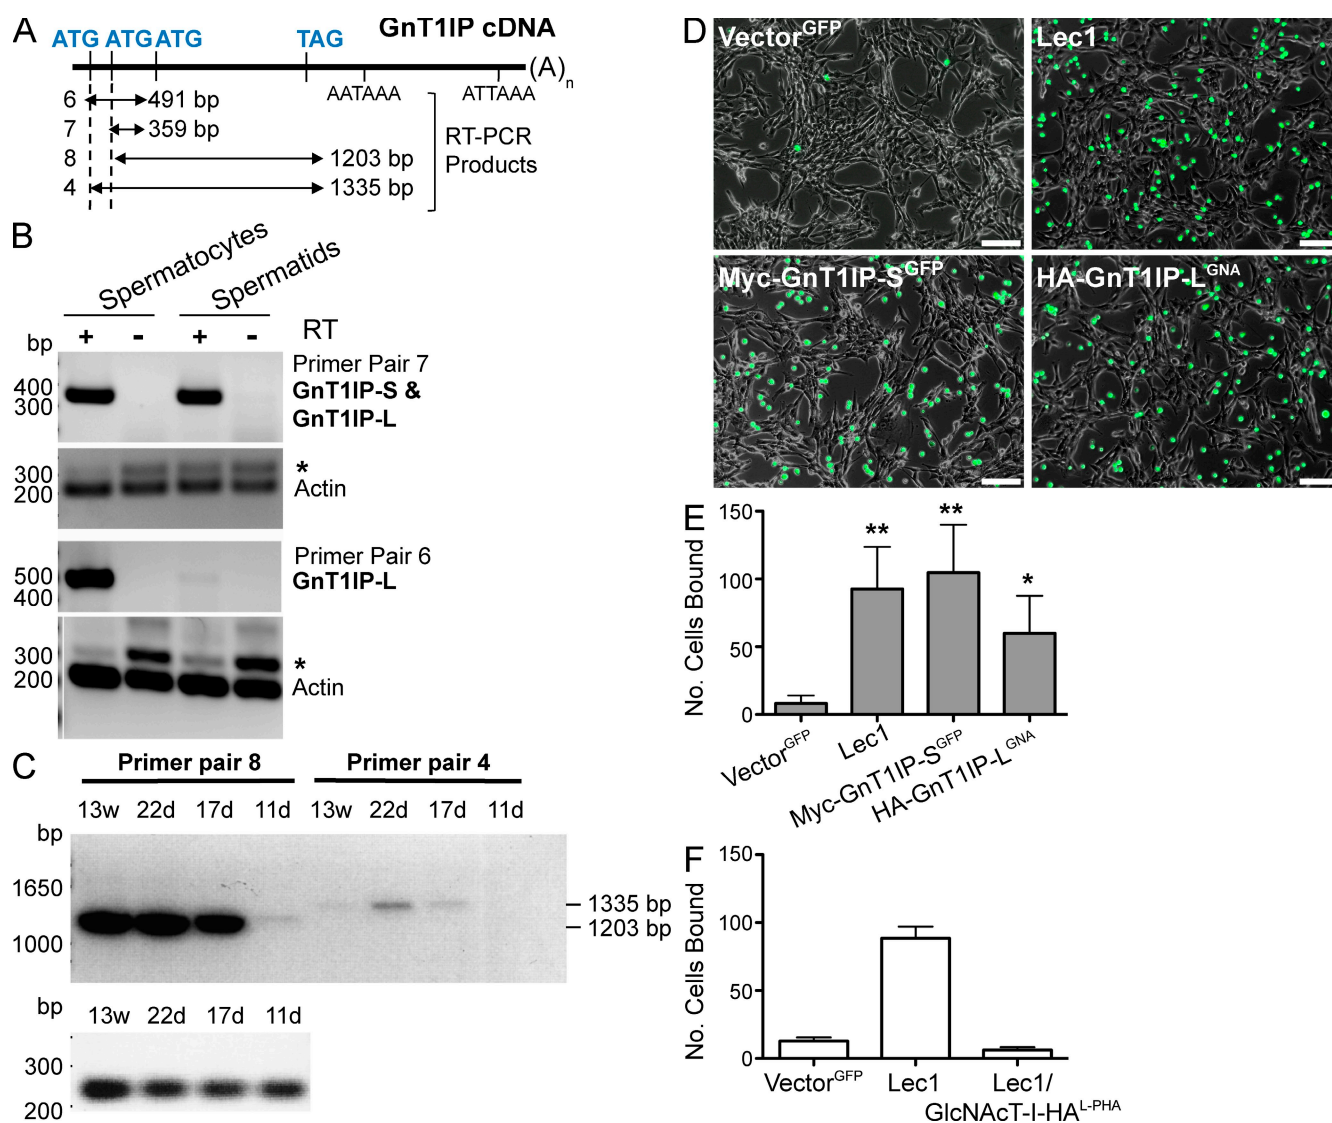 A
GnT1IP cDNA
ATG ATG ATG TAG
(A)n
AATAAA ATTAAA
6 491 bp
7 359 bp
8 1203 bp
4 1335 bp
RT-PCR
Products
B
Spermatocytes
Spermatids
+ - + - RT
bp
Primer Pair 7
GnT1IP-S &
GnT1IP-L
400
300
300
200
*
Actin
Primer Pair 6
GnT1IP-L
500
400
300
200
*
Actin
C
Primer pair 8 Primer pair 4
13w 22d 17d 11d 13w 22d 17d 11d
bp
1650
1000
1335 bp
1203 bp
bp
13w 22d 17d 11d
300
200
D
VectorGFP
Lec1
Myc-GnT1IP-SGFP
HA-GnT1IP-LGNA
E
No. Cells Bound
150
100
50
0
** ** *
VectorGFP
Lec1
Myc-GnT1IP-SGFP
HA-GnT1IP-LGNA
F
No. Cells Bound
150
100
50
0
VectorGFP Lec1 Lec1/
GlcNAcT-I-HAL-PHA